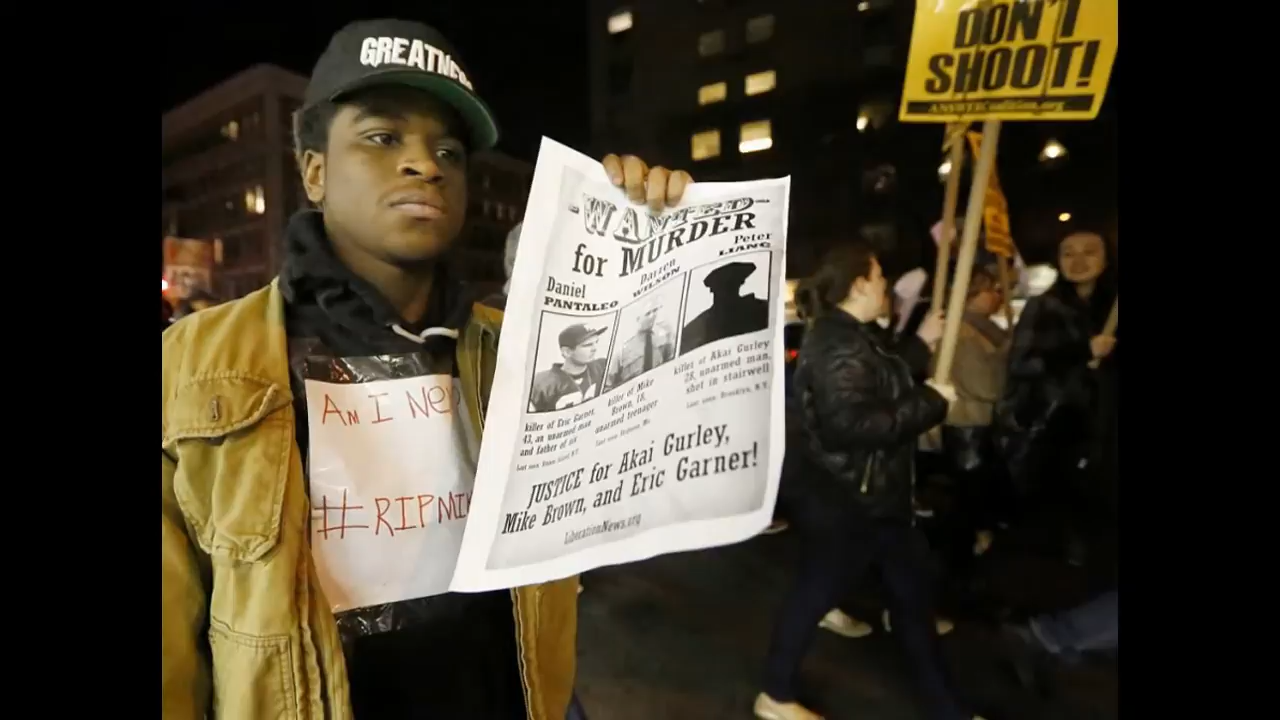 GREATNESS
DON'T
SHOOT!
ANSWERCoalition.org
-WANTED-
for MURDER
Daniel
PANTALEO
Darren
WILSON
Peter
LIANG
killer of Eric Garner,
43, an unarmed man
and father of six
Last seen: Staten Island N.Y.
killer of Mike
Brown, 18,
unarmed teenager
Last seen: Ferguson, Mo.
killer of Akai Gurley
28, unarmed man,
shot in stairwell
Last seen: Brooklyn, N.Y.
JUSTICE for Akai Gurley,
Mike Brown, and Eric Garner!
LiberationNews.org
AM I NEX
#RIPMIK